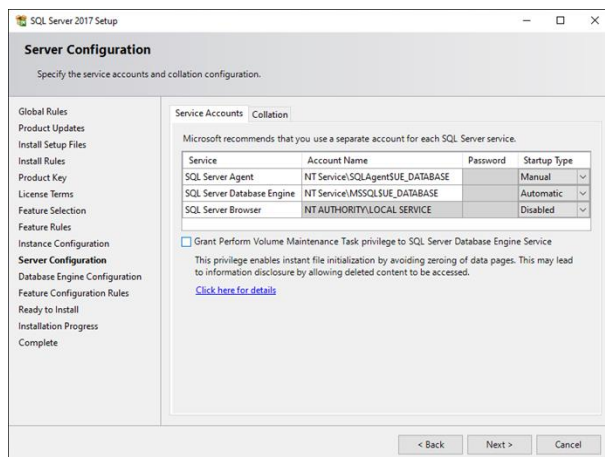 SQL Server 2017 Setup
Server Configuration
Specify the service accounts and collation configuration.
Global Rules
Product Updates
Install Setup Files
Install Rules
Product Key
License Terms
Feature Selection
Feature Rules
Instance Configuration
Server Configuration
Database Engine Configuration
Feature Configuration Rules
Ready to Install
Installation Progress
Complete
Service Accounts Collation
Microsoft recommends that you use a separate account for each SQL Server service.
Service Account Name Password Startup Type
SQL Server Agent NT Service\SQLAgent$UE_DATABASE Manual
SQL Server Database Engine NT Service\MSSQL$UE_DATABASE Automatic
SQL Server Browser NT AUTHORITY\LOCAL SERVICE Disabled
Grant Perform Volume Maintenance Task privilege to SQL Server Database Engine Service
This privilege enables instant file initialization by avoiding zeroing of data pages. This may lead
to information disclosure by allowing deleted content to be accessed.
Click here for details
< Back Next > Cancel